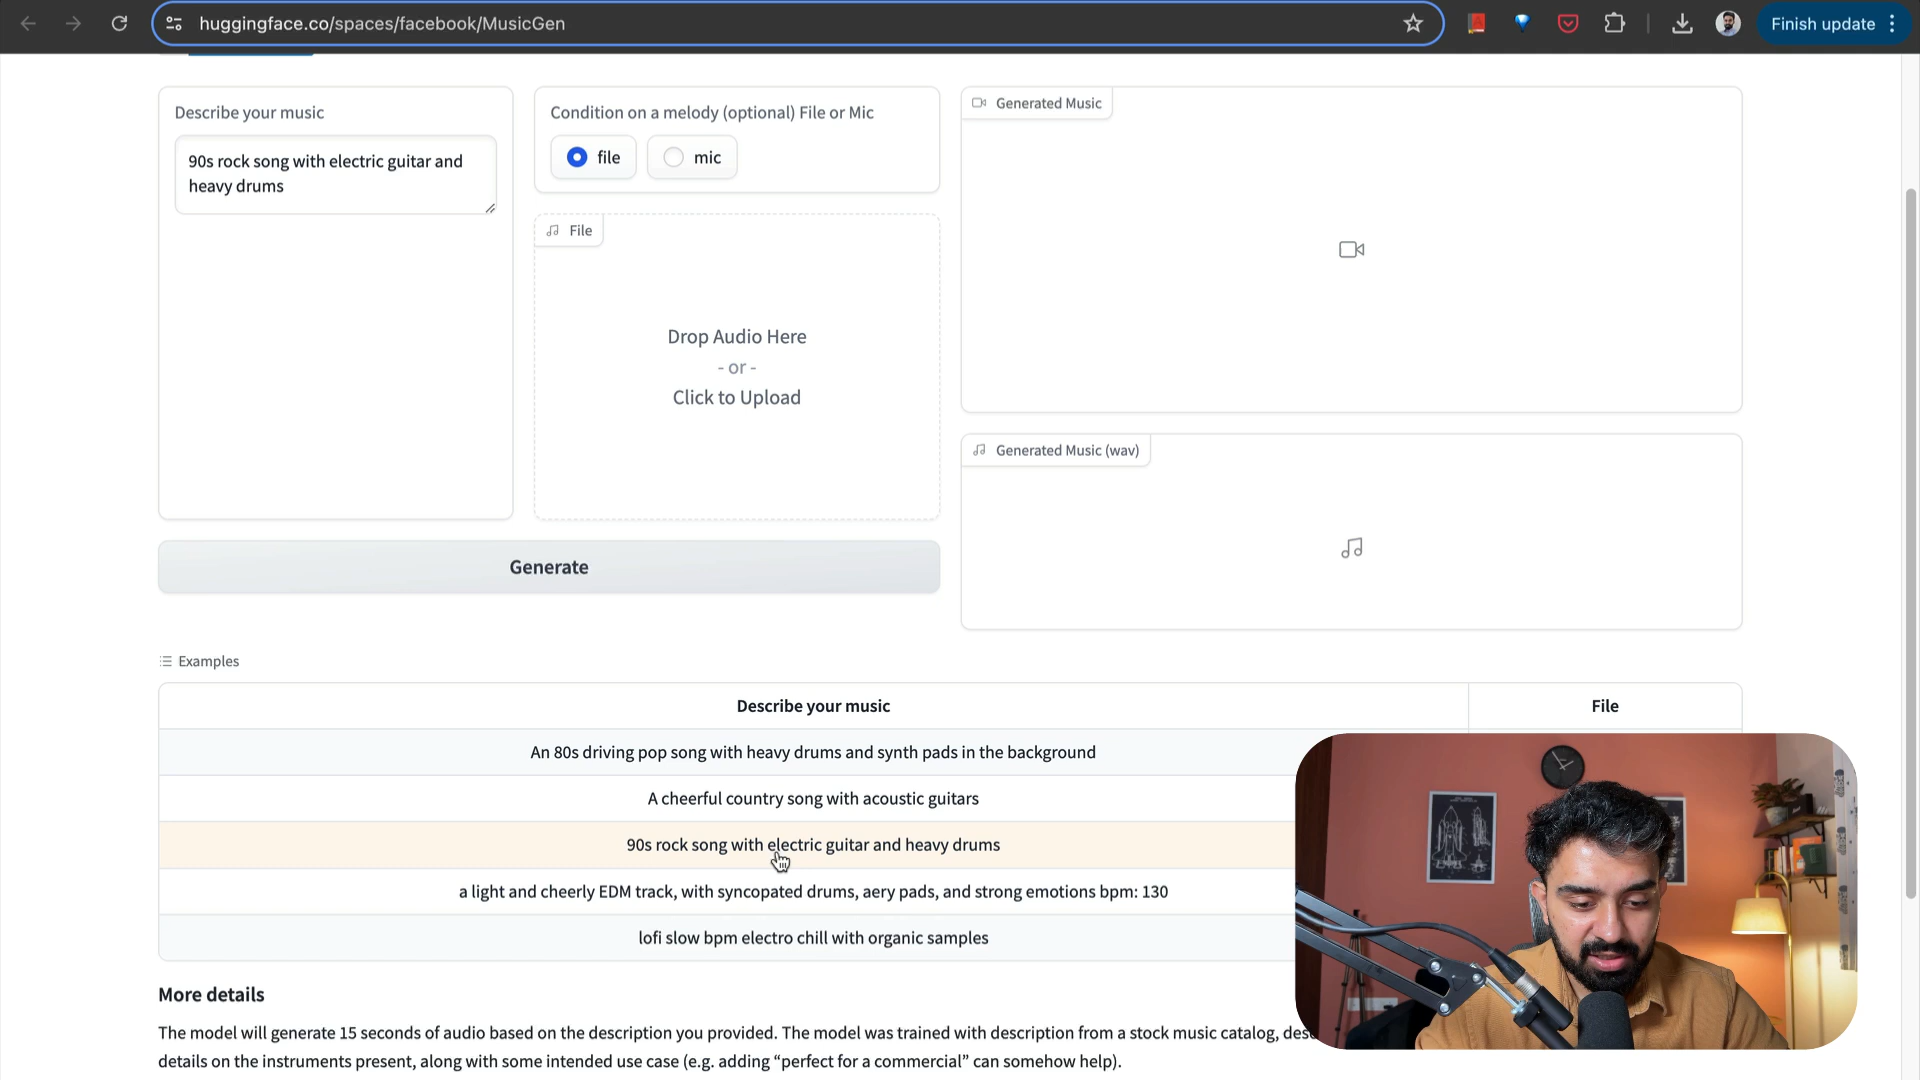 huggingface.co/spaces/facebook/MusicGen
Finish update
Describe your music
90s rock song with electric guitar and
heavy drums
Condition on a melody (optional) File or Mic
file
mic
File
Drop Audio Here
- or -
Click to Upload
Generated Music
Generated Music (wav)
Generate
Examples
Describe your music
File
An 80s driving pop song with heavy drums and synth pads in the background
A cheerful country song with acoustic guitars
90s rock song with electric guitar and heavy drums
a light and cheerly EDM track, with syncopated drums, aery pads, and strong emotions bpm: 130
lofi slow bpm electro chill with organic samples
More details
The model will generate 15 seconds of audio based on the description you provided. The model was trained with description from a stock music catalog,
details on the instruments present, along with some intended use case (e.g. adding “perfect for a commercial” can somehow help).